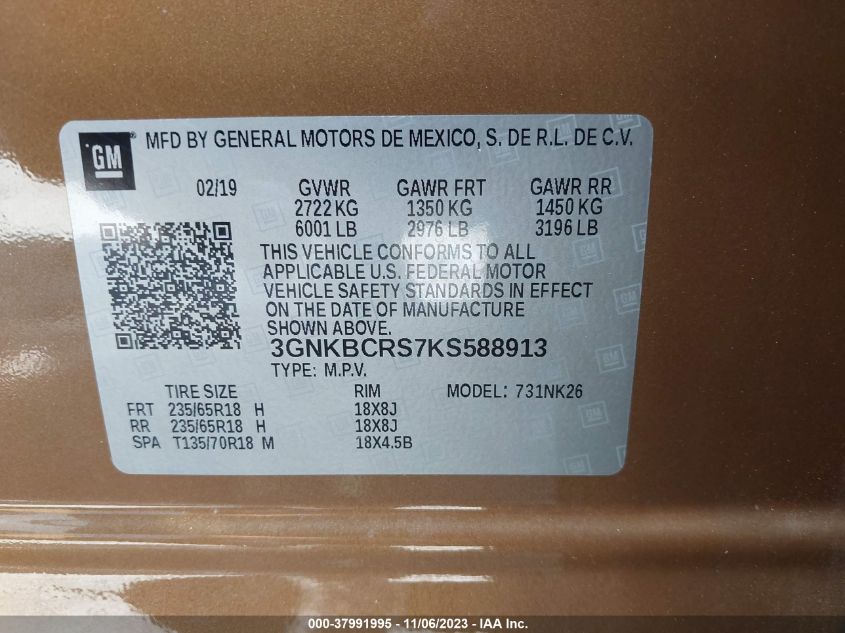 GM ® MFD BY GENERAL MOTORS DE MEXICO, S. DE R.L. DE C.V.
02/19 GVWR GAWR FRT GAWR RR
2722 KG 1350 KG 1450 KG
6001 LB 2976 LB 3196 LB
THIS VEHICLE CONFORMS TO ALL
APPLICABLE U.S. FEDERAL MOTOR
VEHICLE SAFETY STANDARDS IN EFFECT
ON THE DATE OF MANUFACTURE
SHOWN ABOVE.
3GNKBCRS7KS588913
TYPE: M.P.V.
TIRE SIZE RIM MODEL: 731NK26
FRT 235/65R18 H 18X8J
RR 235/65R18 H 18X8J
SPA T135/70R18 M 18X4.5B
000-37991995 - 11/06/2023 - IAA Inc.